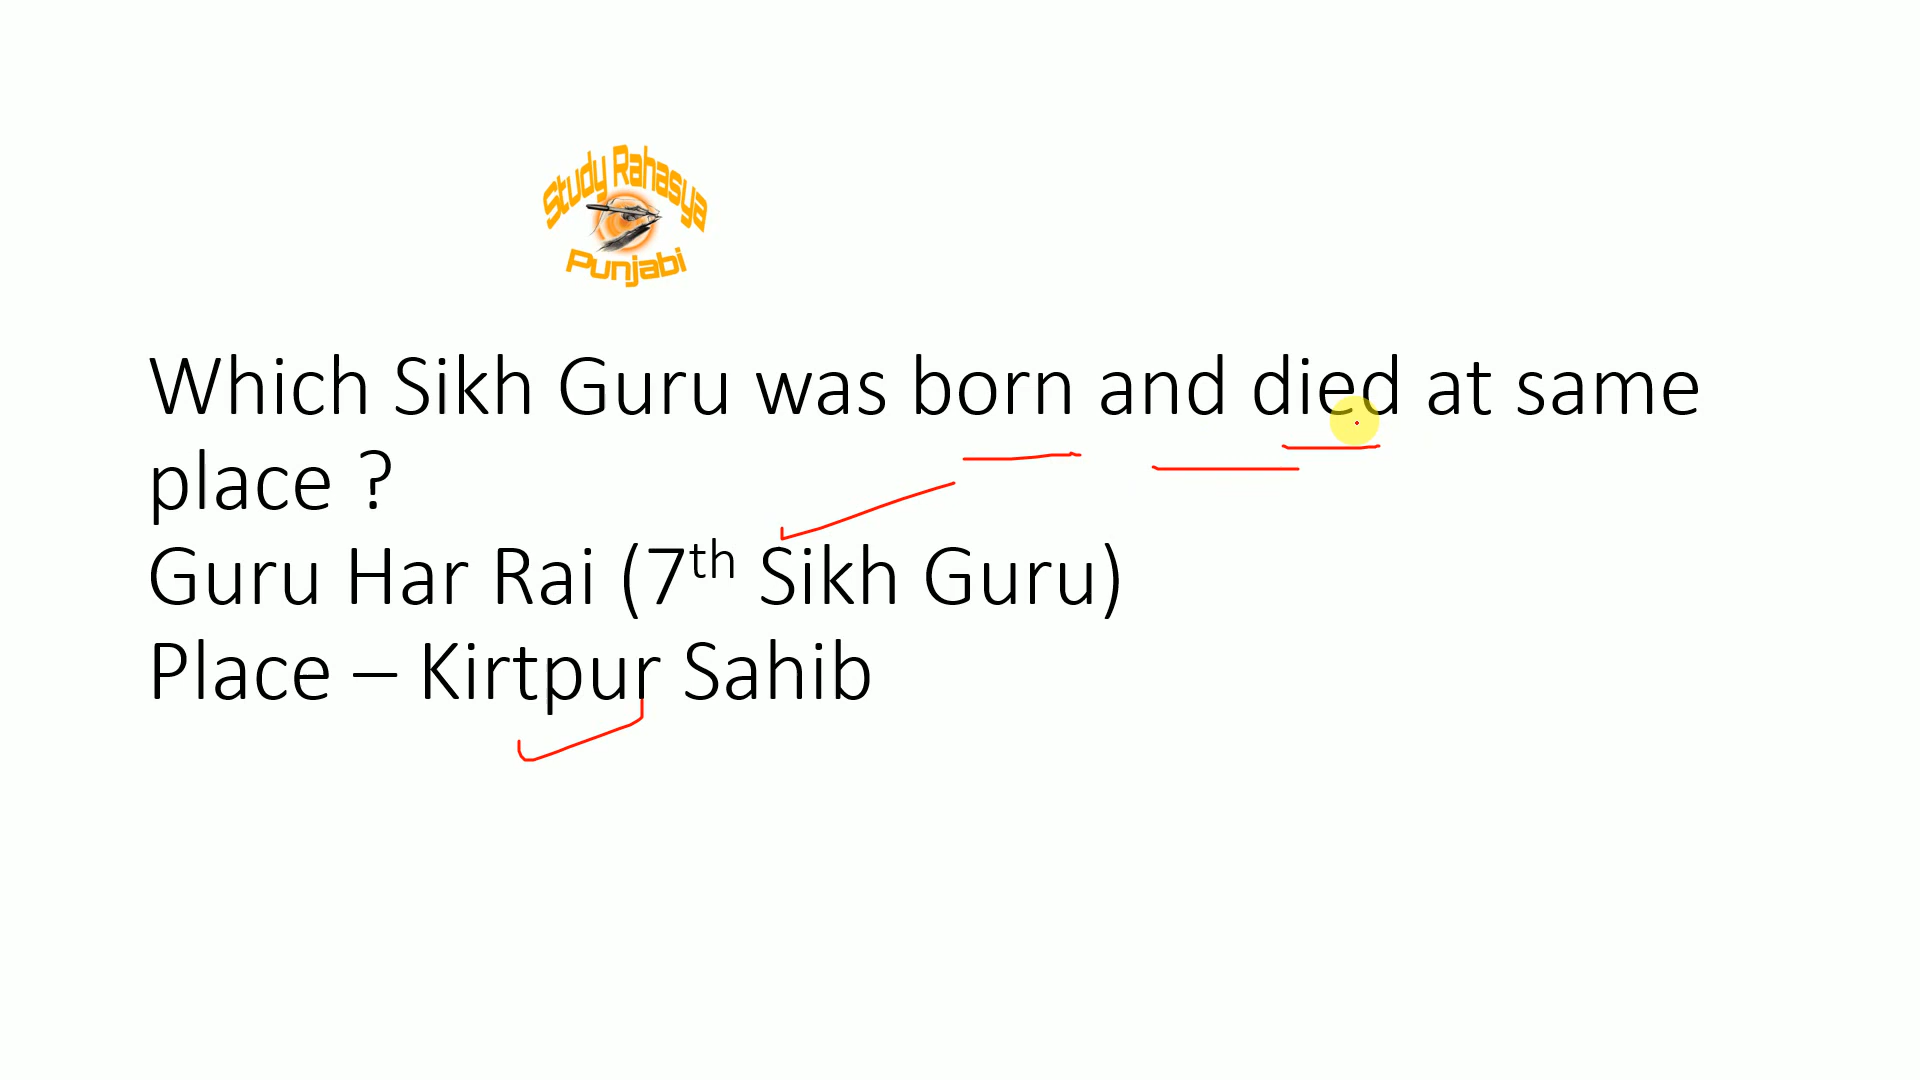 Study Rahasya
Punjabi
Which Sikh Guru was born and died at same
place ?
Guru Har Rai (7th Sikh Guru)
Place – Kirtpur Sahib